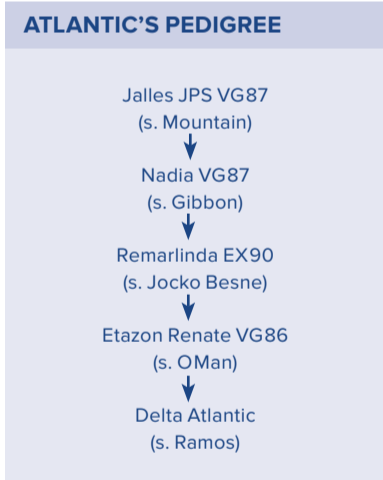 ATLANTIC'S PEDIGREE
Jalles JPS VG87
(s. Mountain)
Nadia VG87
(s. Gibbon)
Remarlinda EX90
(s. Jocko Besne)
Etazon Renate VG86
(s. OMan)
Delta Atlantic
(s. Ramos)